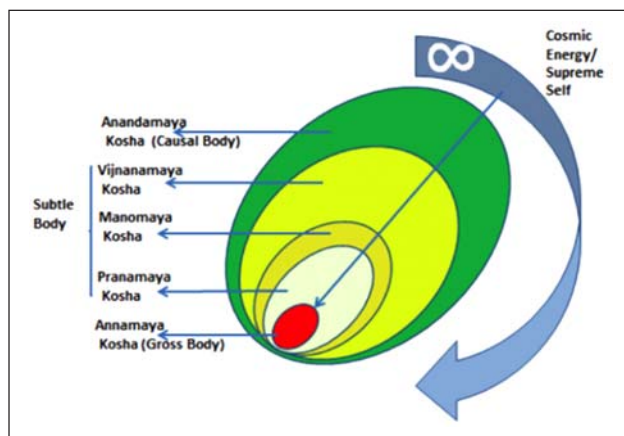 ∞
Cosmic
Energy/
Supreme
Self
Anandamaya
Kosha (Causal Body)
Vijnanamaya
Kosha
Subtle
Body
Manomaya
Kosha
Pranamaya
Kosha
Annamaya
Kosha (Gross Body)